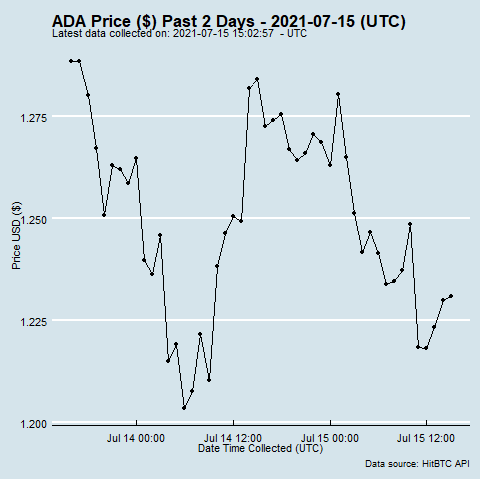 ADA Price ($) Past 2 Days - 2021-07-15 (UTC)
Latest data collected on: 2021-07-15 15:02:57 - UTC
1.275
1.250
1.225
1.200
Price USD ($)
Jul 14 00:00 Jul 14 12:00 Jul 15 00:00 Jul 15 12:00
Date Time Collected (UTC)
Data source: HitBTC API